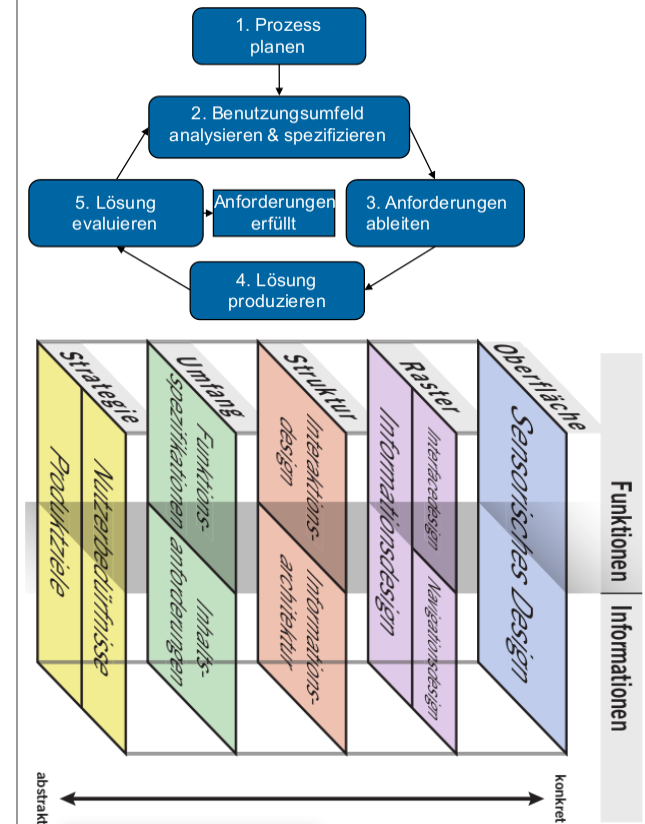 1. Prozess
planen
2. Benutzungsumfeld
analysieren & spezifizieren
5. Lösung
evaluieren
Anforderungen
erfüllt
3. Anforderungen
ableiten
4. Lösung
produzieren
Strategie
Produktziele
Nutzerbedürfnisse
Umfang
Funktions-
spezifikationen
Inhalts-
anforderungen
Struktur
Interaktions-
design
Informations-
architektur
Raster
Interfacedesign
Navigationsdesign
Informationsdesign
Oberfläche
Sensorisches Design
Funktionen
Informationen
abstrakt
konkret